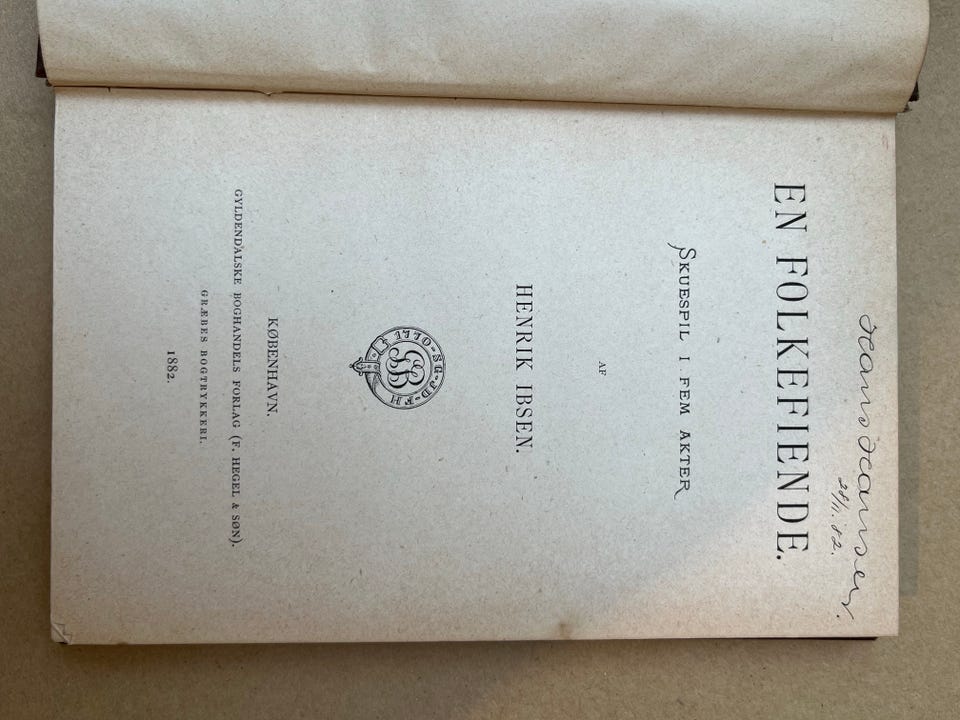 Hans Hansen.
28/11.82.
EN FOLKEFIENDE.
SKUESPIL I FEM AKTER
AF
HENRIK IBSEN.
KØBENHAVN.
GYLDENDALSKE BOGHANDELS FORLAG (F. HEGEL & SØN).
GRÆBES BOGTRYKKERI.
1882.